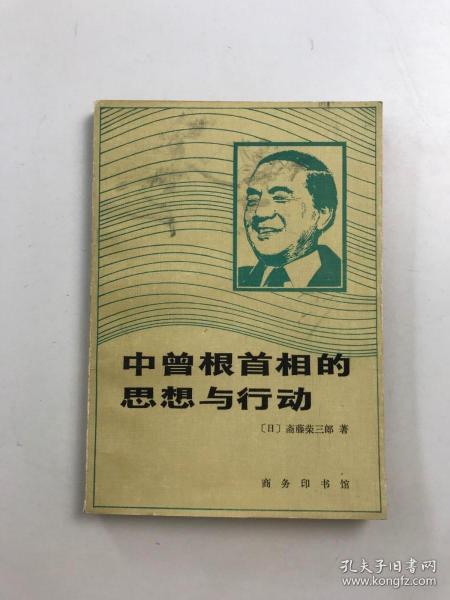 中曾根首相的
思想与行动
〔日〕斋藤荣三郎 著
商务印书馆
孔夫子旧书网
www.kongfz.com